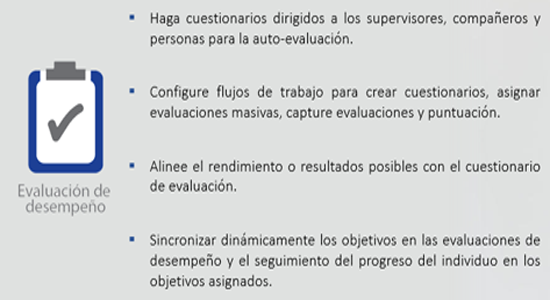 ▪ Haga cuestionarios dirigidos a los supervisores, compañeros y
personas para la auto-evaluación.
▪ Configure flujos de trabajo para crear cuestionarios, asignar
evaluaciones masivas, capture evaluaciones y puntuación.
▪ Alinee el rendimiento o resultados posibles con el cuestionario
de evaluación.
▪ Sincronizar dinámicamente los objetivos en las evaluaciones de
desempeño y el seguimiento del progreso del individuo en los
objetivos asignados.
Evaluación de
desempeño